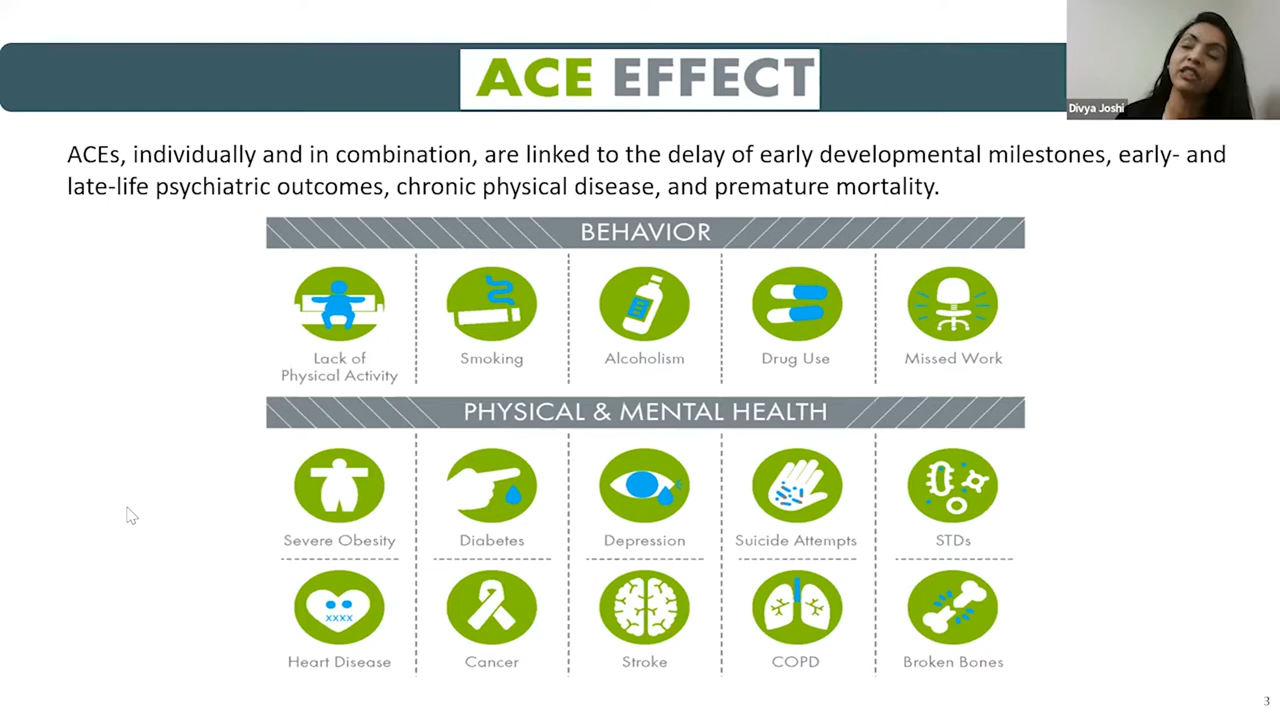 ACE EFFECT
Divya Joshi
ACEs, individually and in combination, are linked to the delay of early developmental milestones, early- and
late-life psychiatric outcomes, chronic physical disease, and premature mortality.
BEHAVIOR
Lack of
Physical Activity
Smoking
Alcoholism
Drug Use
Missed Work
PHYSICAL & MENTAL HEALTH
Severe Obesity
Diabetes
Depression
Suicide Attempts
STDs
xxxx
Heart Disease
Cancer
Stroke
COPD
Broken Bones
3